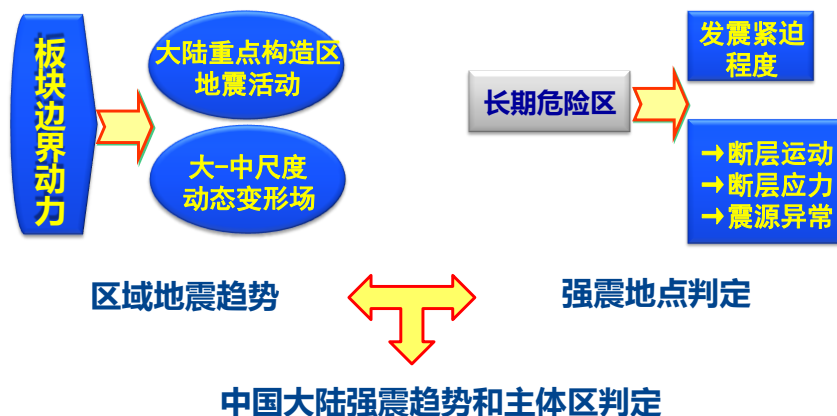 板块边界动力
大陆重点构造区
地震活动
大-中尺度
动态变形场
区域地震趋势
长期危险区
发震紧迫
程度
→断层运动
→断层应力
→震源异常
强震地点判定
中国大陆强震趋势和主体区判定